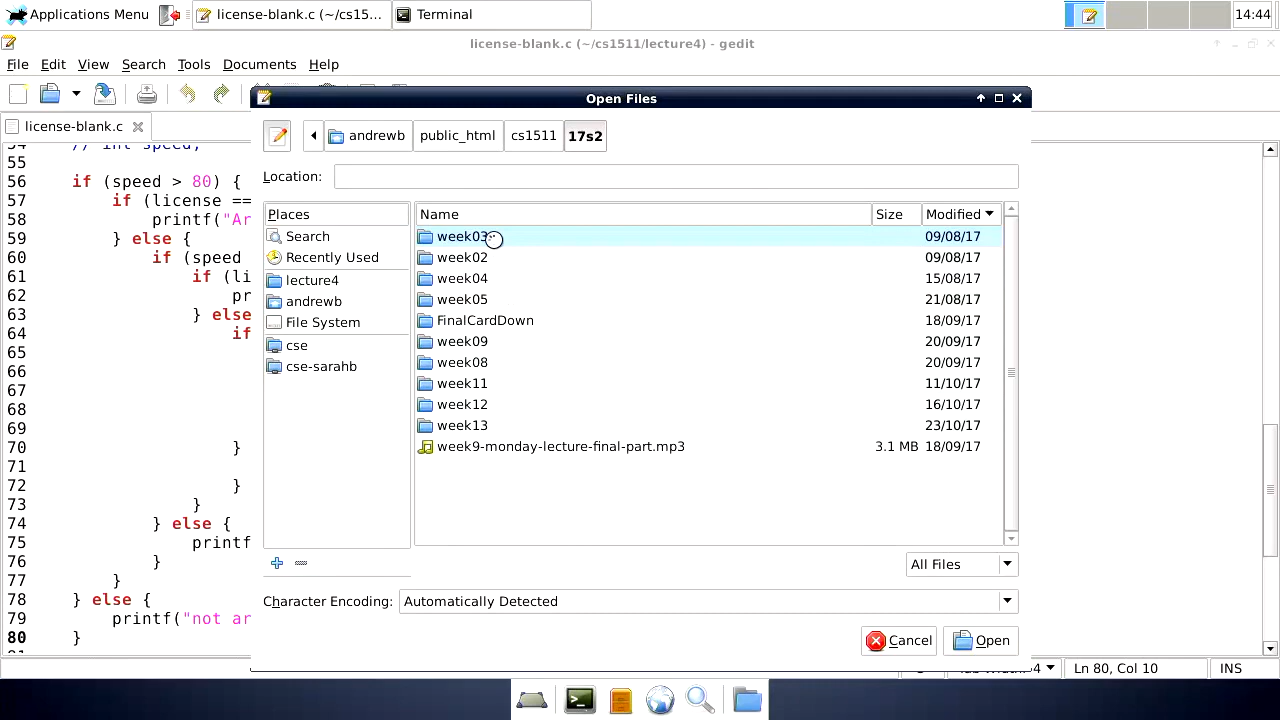 Applications Menu
license-blank.c (~/cs15...
Terminal
14:44
license-blank.c (~/cs1511/lecture4) - gedit
File Edit View Search Tools Documents Help
license-blank.c
Open Files
andrewb public_html cs1511 17s2
Location:
Places
Search
Recently Used
lecture4
andrewb
File System
cse
cse-sarahb
Name Size Modified
week03 09/08/17
week02 09/08/17
week04 15/08/17
week05 21/08/17
FinalCardDown 18/09/17
week09 20/09/17
week08 20/09/17
week11 11/10/17
week12 16/10/17
week13 23/10/17
week9-monday-lecture-final-part.mp3 3.1 MB 18/09/17
All Files
Character Encoding: Automatically Detected
Cancel Open
54 // int speed;
55
56 if (speed > 80) {
57 if (license ==
58 printf("Ar
59 } else {
60 if (speed
61 if (li
62 pr
63 } else
64 if
65
66
67
68
69
70 }
71
72 }
73 }
74 } else {
75 printf
76 }
77 }
78 } else {
79 printf("not ar
80 }
Ln 80, Col 10 INS